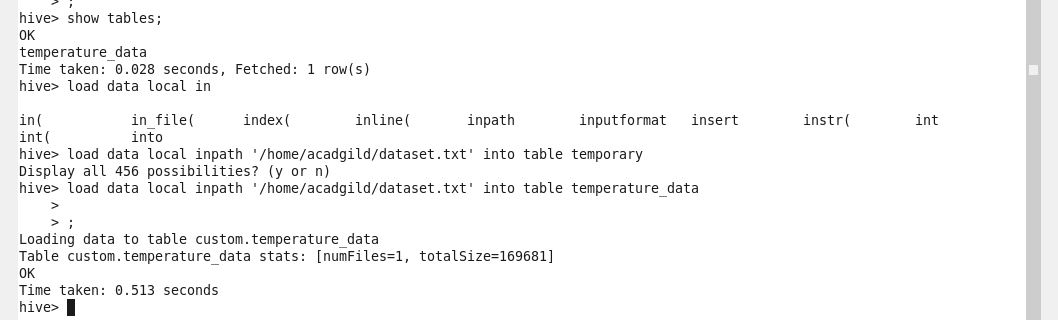 > ;
hive> show tables;
OK
temperature_data
Time taken: 0.028 seconds, Fetched: 1 row(s)
hive> load data local in
in( in_file( index( inline( inpath inputformat insert instr( int
int( into
hive> load data local inpath '/home/acadgild/dataset.txt' into table temporary
Display all 456 possibilities? (y or n)
hive> load data local inpath '/home/acadgild/dataset.txt' into table temperature_data
>
> ;
Loading data to table custom.temperature_data
Table custom.temperature_data stats: [numFiles=1, totalSize=169681]
OK
Time taken: 0.513 seconds
hive>